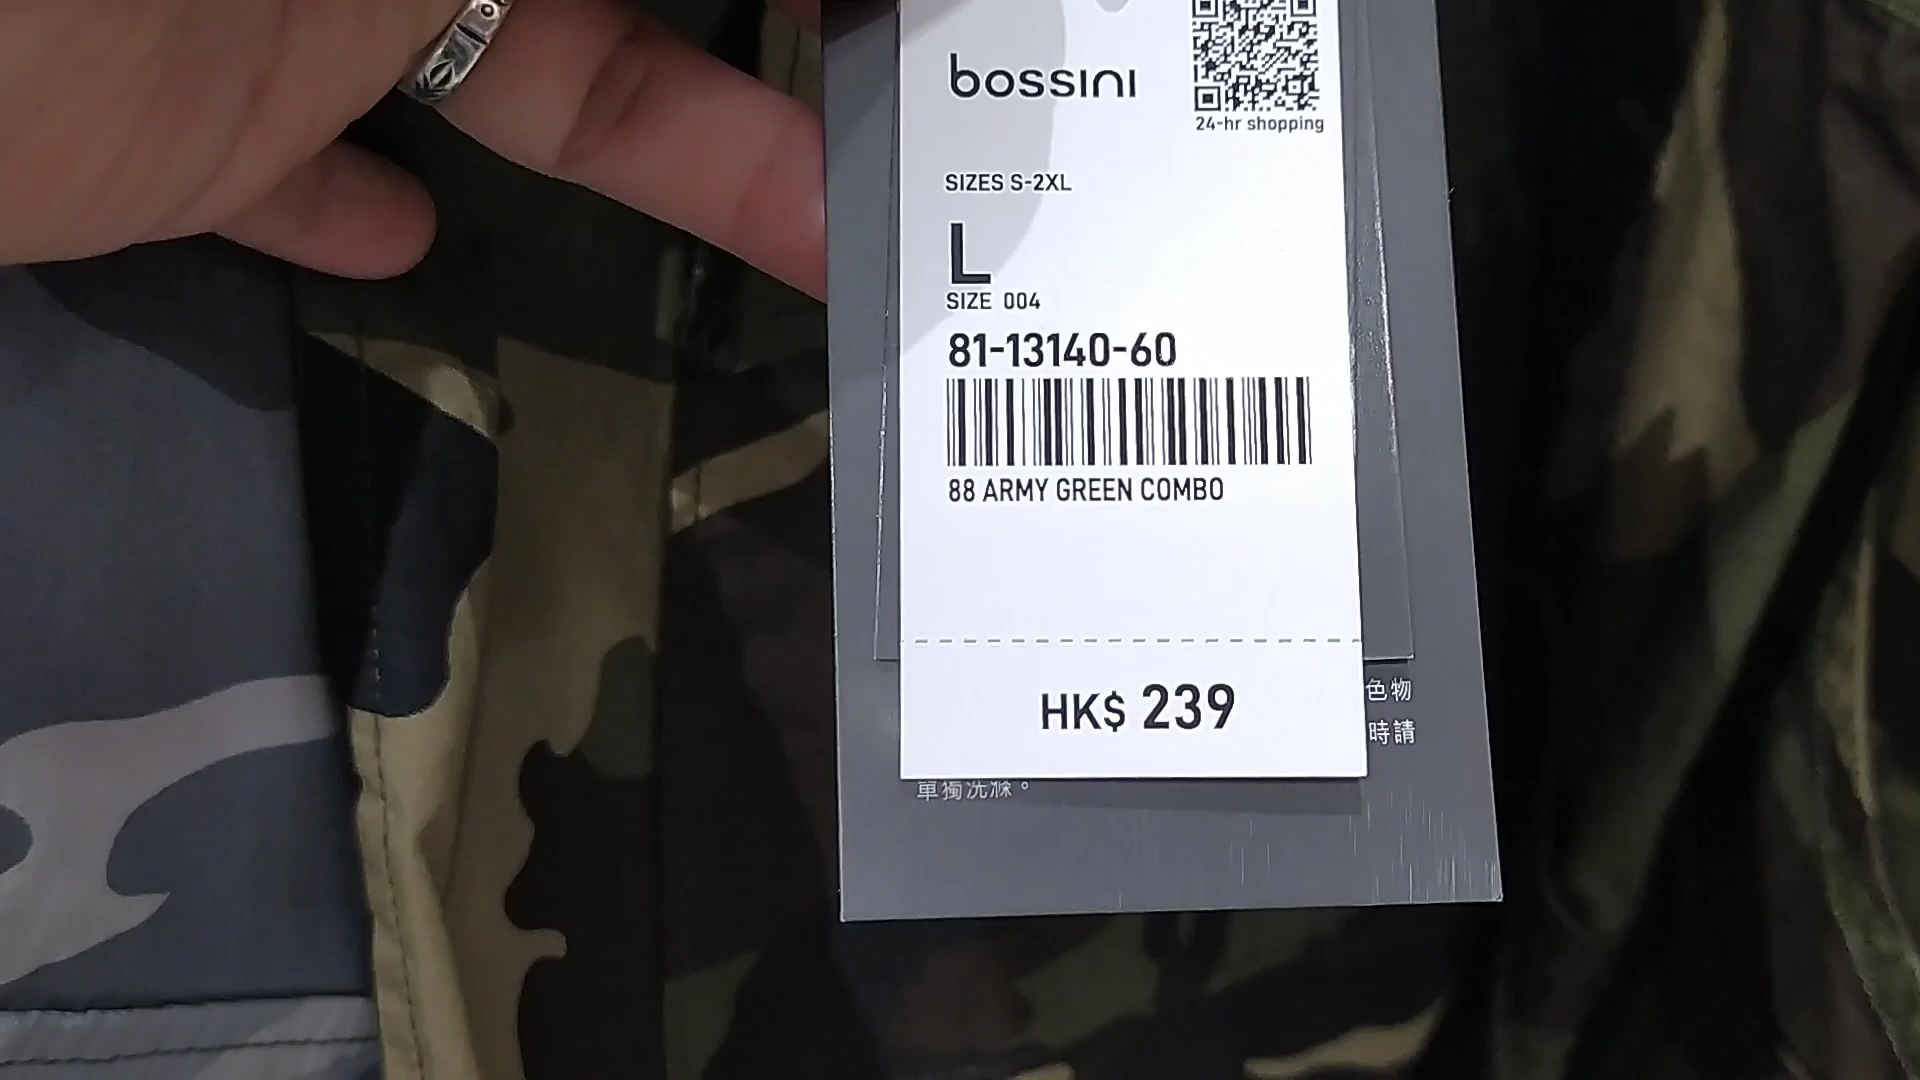 bossini
24-hr shopping
SIZES S-2XL
L
SIZE 004
81-13140-60
88 ARMY GREEN COMBO
HK$ 239
色物
時請
單獨洗滌。